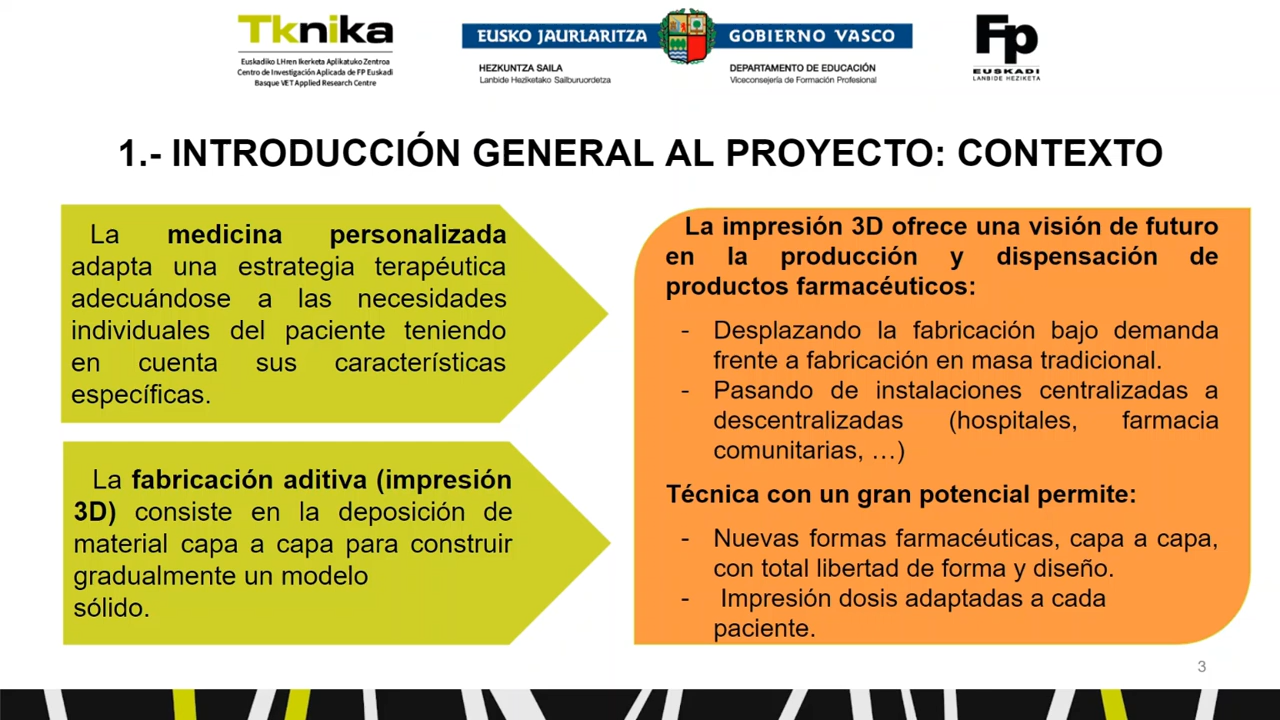 Tknika
Euskadiko LHren Ikerketa Aplikatuko Zentroa
Centro de Investigación Aplicada de FP Euskadi
Basque VET Applied Research Centre
EUSKO JAURLARITZA GOBIERNO VASCO
HEZKUNTZA SAILA
Lanbide Heziketako Sailburuordetza
DEPARTAMENTO DE EDUCACIÓN
Viceconsejería de Formación Profesional
Fp
EUSKADI
LANBIDE HEZIKETA
1.- INTRODUCCIÓN GENERAL AL PROYECTO: CONTEXTO
La medicina personalizada
adapta una estrategia terapéutica
adecuándose a las necesidades
individuales del paciente teniendo
en cuenta sus características
específicas.
La fabricación aditiva (impresión
3D) consiste en la deposición de
material capa a capa para construir
gradualmente un modelo
sólido.
La impresión 3D ofrece una visión de futuro
en la producción y dispensación de
productos farmacéuticos:
- Desplazando la fabricación bajo demanda
frente a fabricación en masa tradicional.
- Pasando de instalaciones centralizadas a
descentralizadas (hospitales, farmacia
comunitarias, …)
Técnica con un gran potencial permite:
- Nuevas formas farmacéuticas, capa a capa,
con total libertad de forma y diseño.
- Impresión dosis adaptadas a cada
paciente.
3